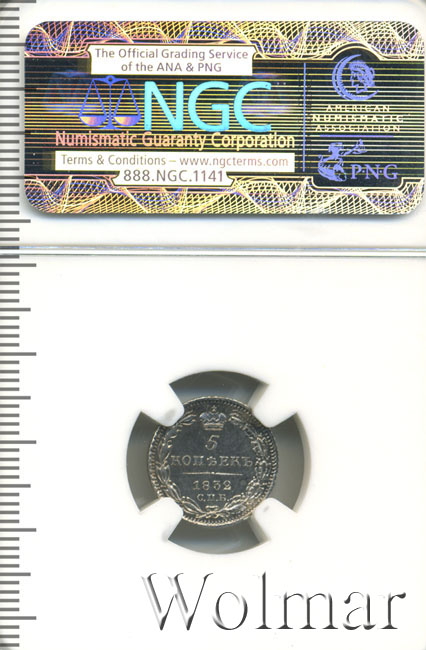 The Official Grading Service
of the ANA & PNG
NGC
Numismatic Guaranty Corporation
Terms & Conditions – www.ngcterms.com
888.NGC.1141
AMERICAN
NUMISMATIC
ASSOCIATION
PNG
5
КОПѢЕКЪ
1832
С.П.Б.
Wolmar